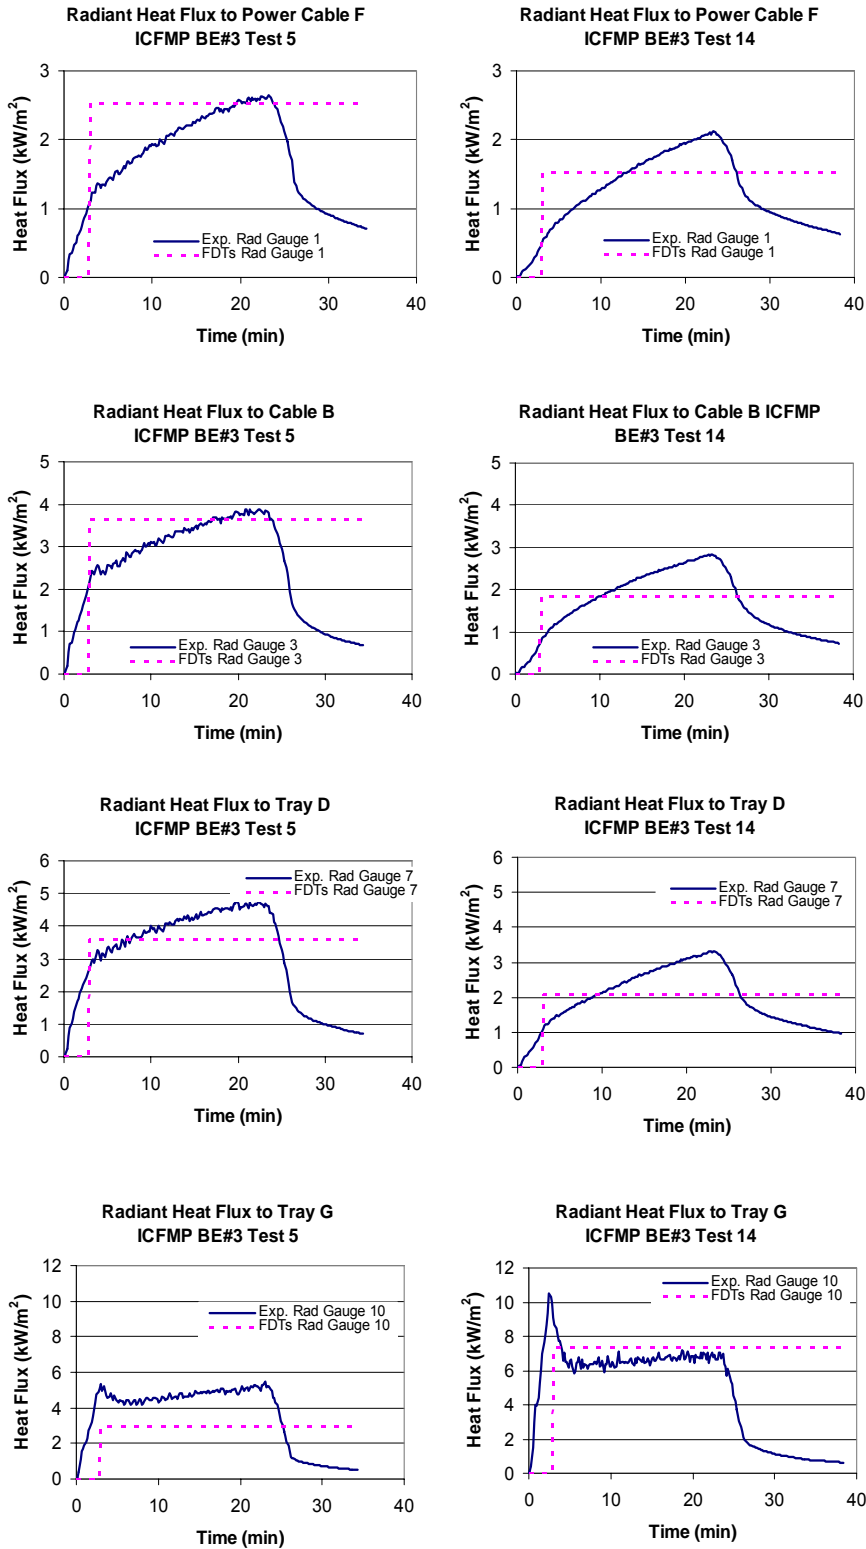 Radiant Heat Flux to Power Cable F
ICFMP BE#3 Test 5
3
2
1
0
Heat Flux (kW/m²)
Exp. Rad Gauge 1
FDTs Rad Gauge 1
0 10 20 30 40
Time (min)
Radiant Heat Flux to Power Cable F
ICFMP BE#3 Test 14
3
2
1
0
Heat Flux (kW/m²)
Exp. Rad Gauge 1
FDTs Rad Gauge 1
0 10 20 30 40
Time (min)
Radiant Heat Flux to Cable B
ICFMP BE#3 Test 5
5
4
3
2
1
0
Heat Flux (kW/m²)
Exp. Rad Gauge 3
FDTs Rad Gauge 3
0 10 20 30 40
Time (min)
Radiant Heat Flux to Cable B ICFMP
BE#3 Test 14
5
4
3
2
1
0
Heat Flux (kW/m²)
Exp. Rad Gauge 3
FDTs Rad Gauge 3
0 10 20 30 40
Time (min)
Radiant Heat Flux to Tray D
ICFMP BE#3 Test 5
6
5
4
3
2
1
0
Heat Flux (kW/m²)
Exp. Rad Gauge 7
FDTs Rad Gauge 7
0 10 20 30 40
Time (min)
Radiant Heat Flux to Tray D
ICFMP BE#3 Test 14
6
5
4
3
2
1
0
Heat Flux (kW/m²)
Exp. Rad Gauge 7
FDTs Rad Gauge 7
0 10 20 30 40
Time (min)
Radiant Heat Flux to Tray G
ICFMP BE#3 Test 5
12
10
8
6
4
2
0
Heat Flux (kW/m²)
Exp. Rad Gauge 10
FDTs Rad Gauge 10
0 10 20 30 40
Time (min)
Radiant Heat Flux to Tray G
ICFMP BE#3 Test 14
12
10
8
6
4
2
0
Heat Flux (kW/m²)
Exp. Rad Gauge 10
FDTs Rad Gauge 10
0 10 20 30 40
Time (min)